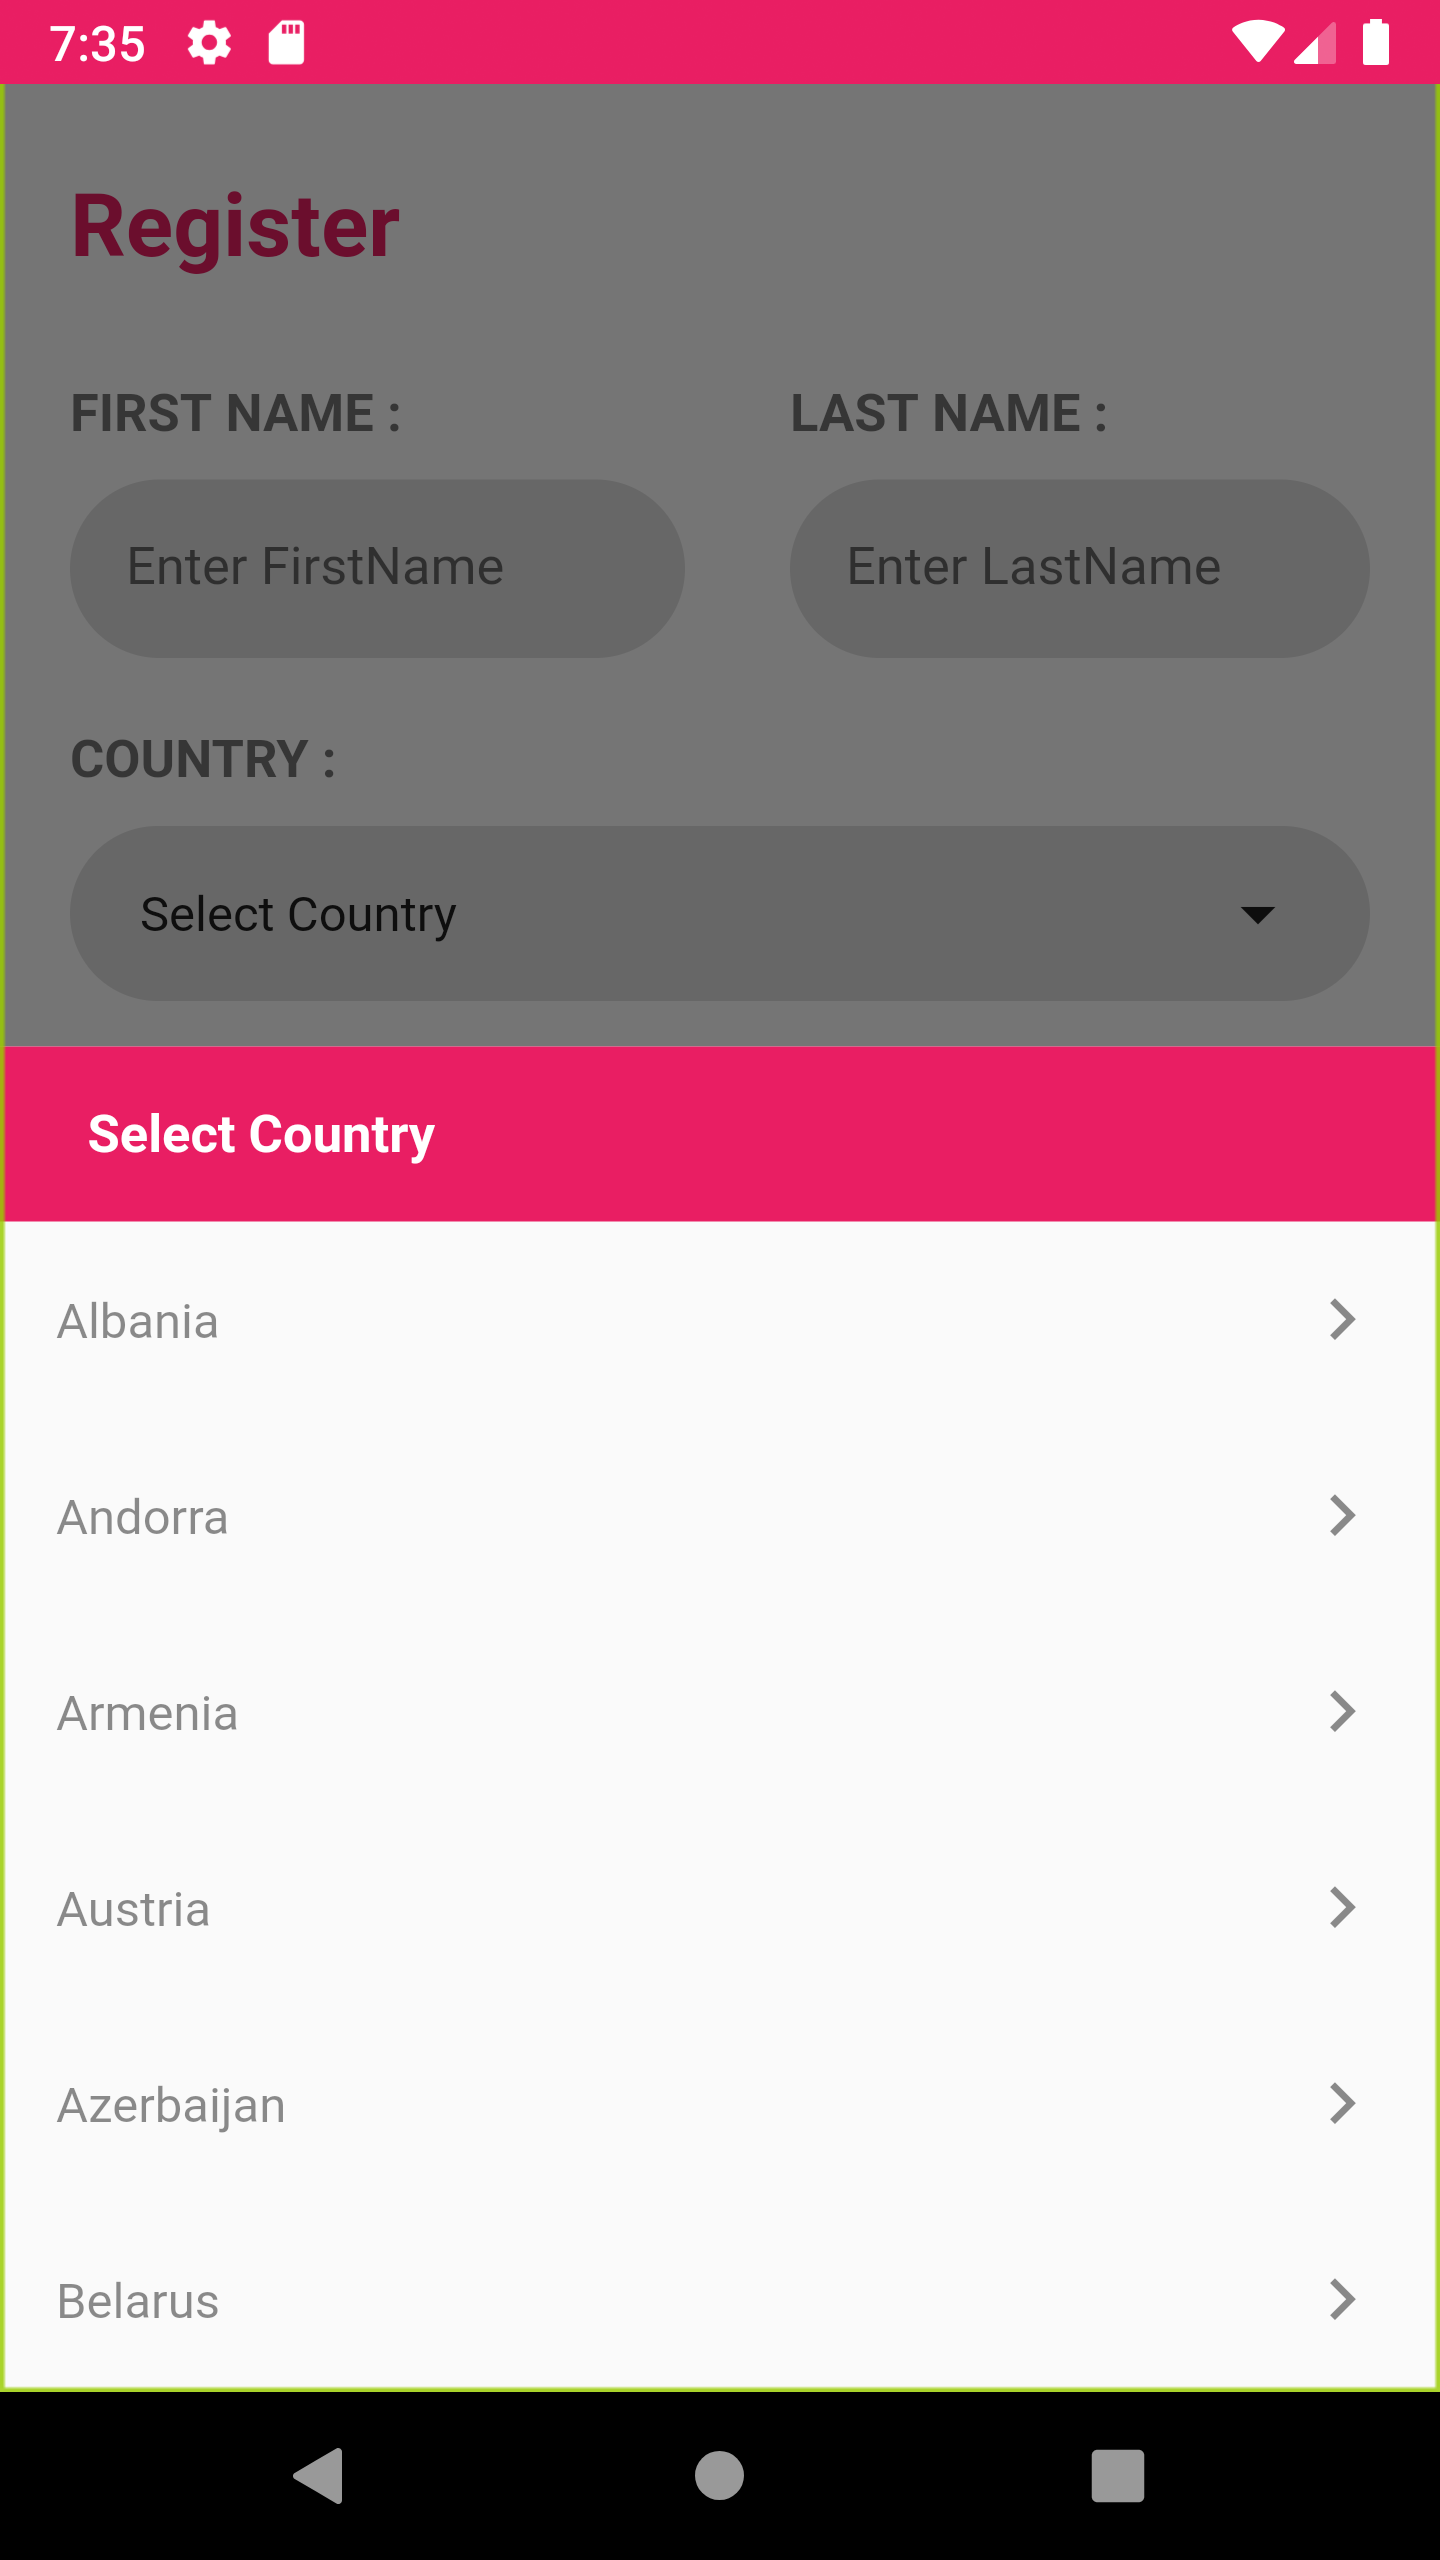 7:35
Register
FIRST NAME : LAST NAME :
Enter FirstName Enter LastName
COUNTRY :
Select Country
Select Country
Albania
Andorra
Armenia
Austria
Azerbaijan
Belarus